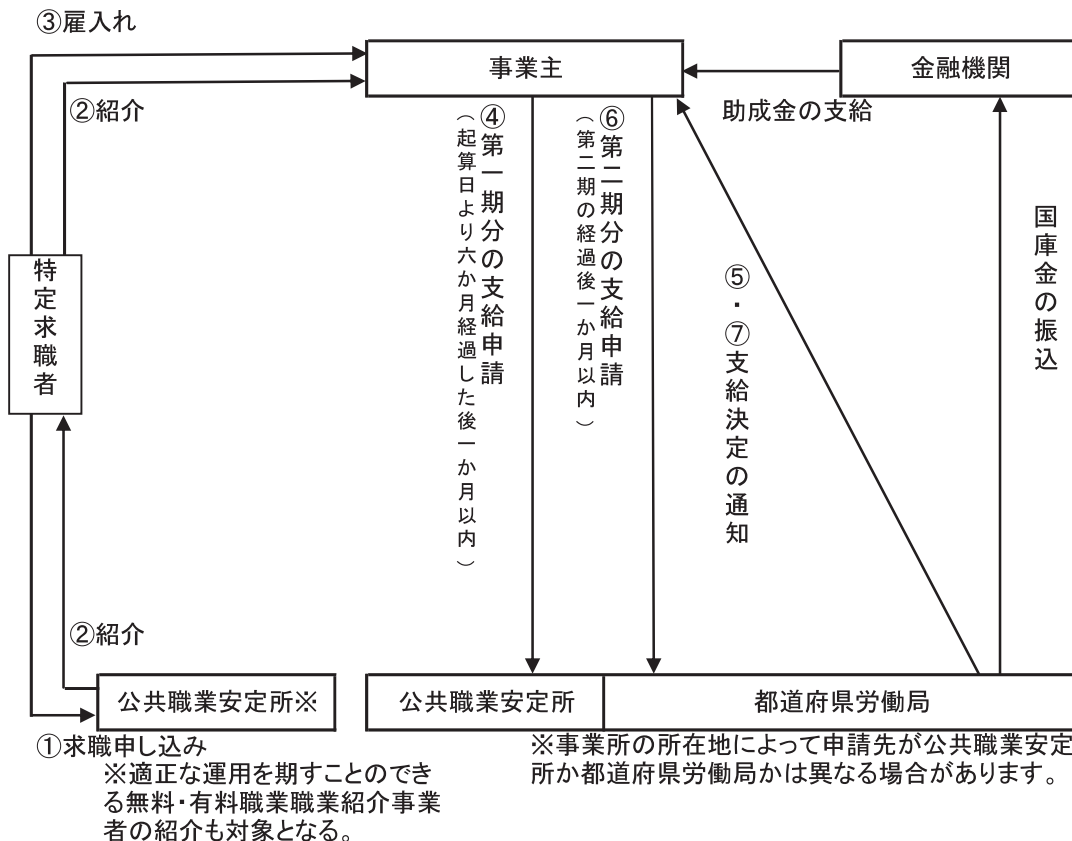 ③雇入れ
事業主
金融機関
②紹介
助成金の支給
④第一期分の支給申請
（起算日より六か月経過した後一か月以内）
⑥第二期分の支給申請
（第二期の経過後一か月以内）
⑤・⑦支給決定の通知
国庫金の振込
特定求職者
②紹介
公共職業安定所※
公共職業安定所
都道府県労働局
①求職申し込み
※適正な運用を期すことのでき
る無料・有料職業職業紹介事業
者の紹介も対象となる。
※事業所の所在地によって申請先が公共職業安定
所か都道府県労働局かは異なる場合があります。